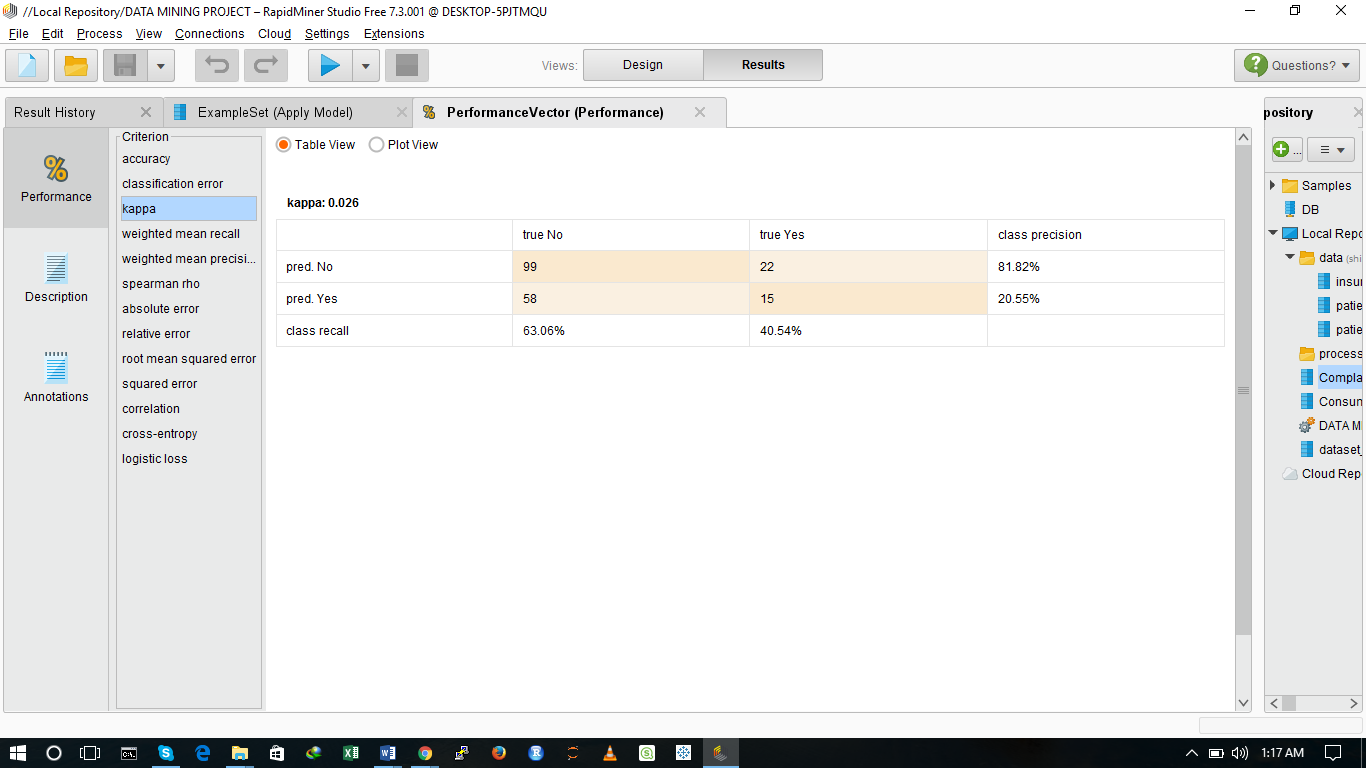 //Local Repository/DATA MINING PROJECT – RapidMiner Studio Free 7.3.001 @ DESKTOP-5PJTMQU
File Edit Process View Connections Cloud Settings Extensions
Views: Design Results Questions?
Result History ExampleSet (Apply Model) PerformanceVector (Performance) pository
Performance
Description
Annotations
Criterion
accuracy
classification error
kappa
weighted mean recall
weighted mean precisi...
spearman rho
absolute error
relative error
root mean squared error
squared error
correlation
cross-entropy
logistic loss
Table View Plot View
kappa: 0.026
true No true Yes class precision
pred. No 99 22 81.82%
pred. Yes 58 15 20.55%
class recall 63.06% 40.54%
...
Samples
DB
Local Repo
data (shi
insur
patie
patie
process
Compla
Consun
DATA M
dataset_
Cloud Rep
1:17 AM